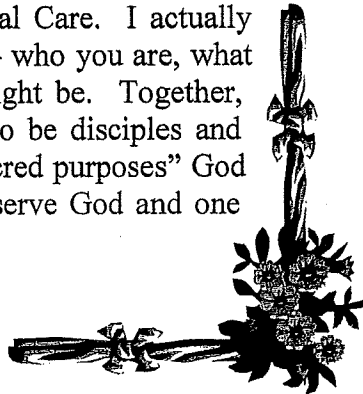 al Care. I actually
who you are, what
ght be. Together,
o be disciples and
red purposes” God
serve God and one